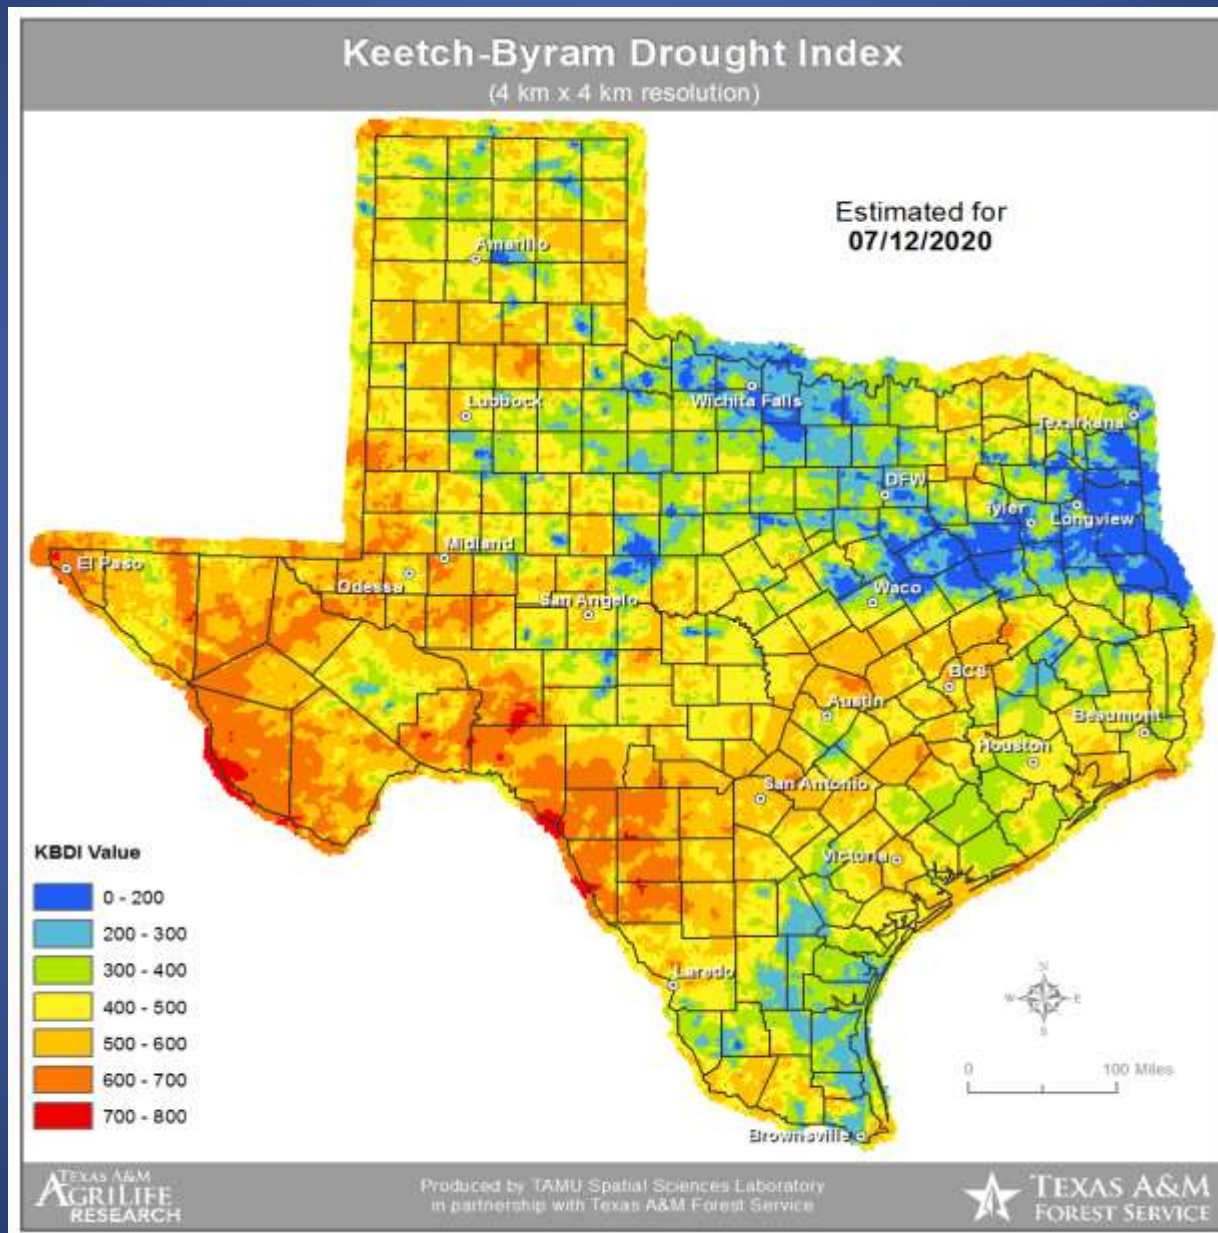 Keetch-Byram Drought Index
(4 km x 4 km resolution)
Estimated for
07/12/2020
Amarillo
Lubbock
Wichita Falls
Texarkana
DFW
Tyler
Longview
Midland
El Paso
Odessa
San Angelo
Waco
BCS
Austin
Beaumont
Houston
San Antonio
Victoria
KBDI Value
0 - 200
200 - 300
300 - 400
400 - 500
500 - 600
600 - 700
700 - 800
Laredo
N
W E
S
0 100 Miles
Brownsville
TEXAS A&M
AGRILIFE
RESEARCH
Produced by TAMU Spatial Sciences Laboratory
in partnership with Texas A&M Forest Service
TEXAS A&M
FOREST SERVICE